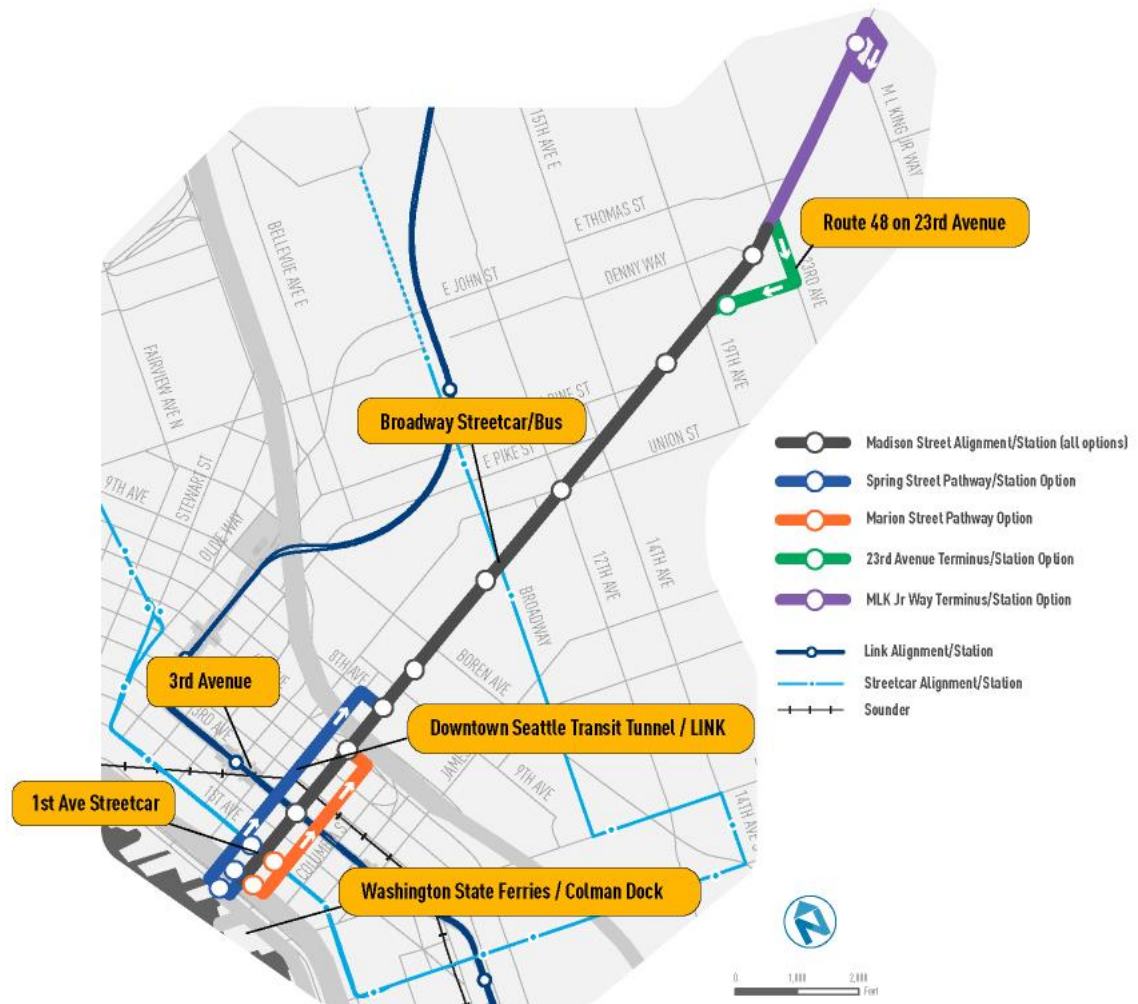 M L KING JR WAY
15TH AVE E
E THOMAS ST
Route 48 on 23rd Avenue
BELLEVUE AVE E
DENNY WAY
23RD AVE
E JOHN ST
FAIRVIEW AVE N
19TH AVE
PINE ST
Broadway Streetcar/Bus
UNION ST
E PIKE ST
Madison Street Alignment/Station (all options)
STEWART ST
9TH AVE
Spring Street Pathway/Station Option
OLIVE WAY
Marion Street Pathway Option
12TH AVE
14TH AVE
23rd Avenue Terminus/Station Option
BROADWAY
MLK Jr Way Terminus/Station Option
8TH AVE
BOREN AVE
Link Alignment/Station
3rd Avenue
Streetcar Alignment/Station
3RD AVE
Sounder
Downtown Seattle Transit Tunnel / LINK
JAMES
9TH AVE
1st Ave Streetcar
1ST AVE
14TH AVE
COLUMBIA ST
Washington State Ferries / Colman Dock
N
0 1,000 2,000
Feet